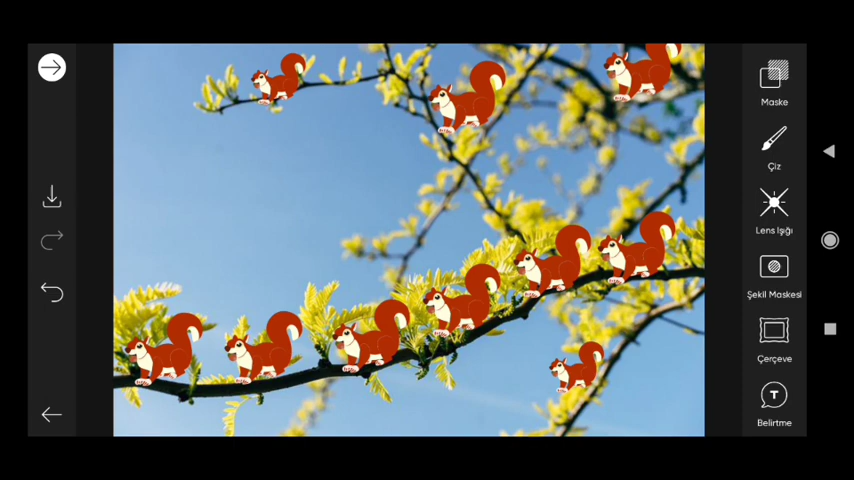 Maske
Çiz
Lens Işığı
Şekil Maskesi
Çerçeve
T
Belirtme